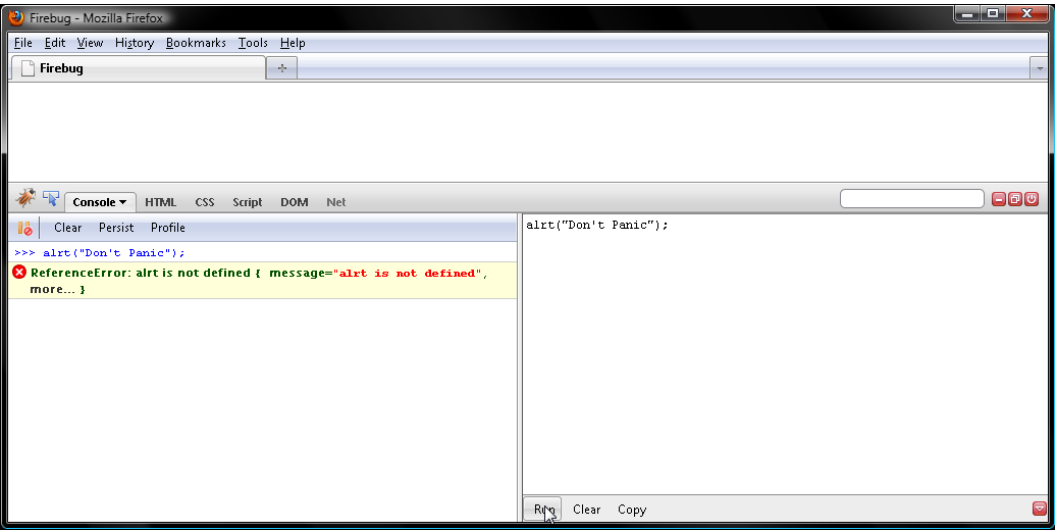 Firebug - Mozilla Firefox
File Edit View History Bookmarks Tools Help
Firebug
Console HTML CSS Script DOM Net
Clear Persist Profile
>>> alrt("Don't Panic");
ReferenceError: alrt is not defined { message="alrt is not defined",
more... }
alrt("Don't Panic");
Run Clear Copy